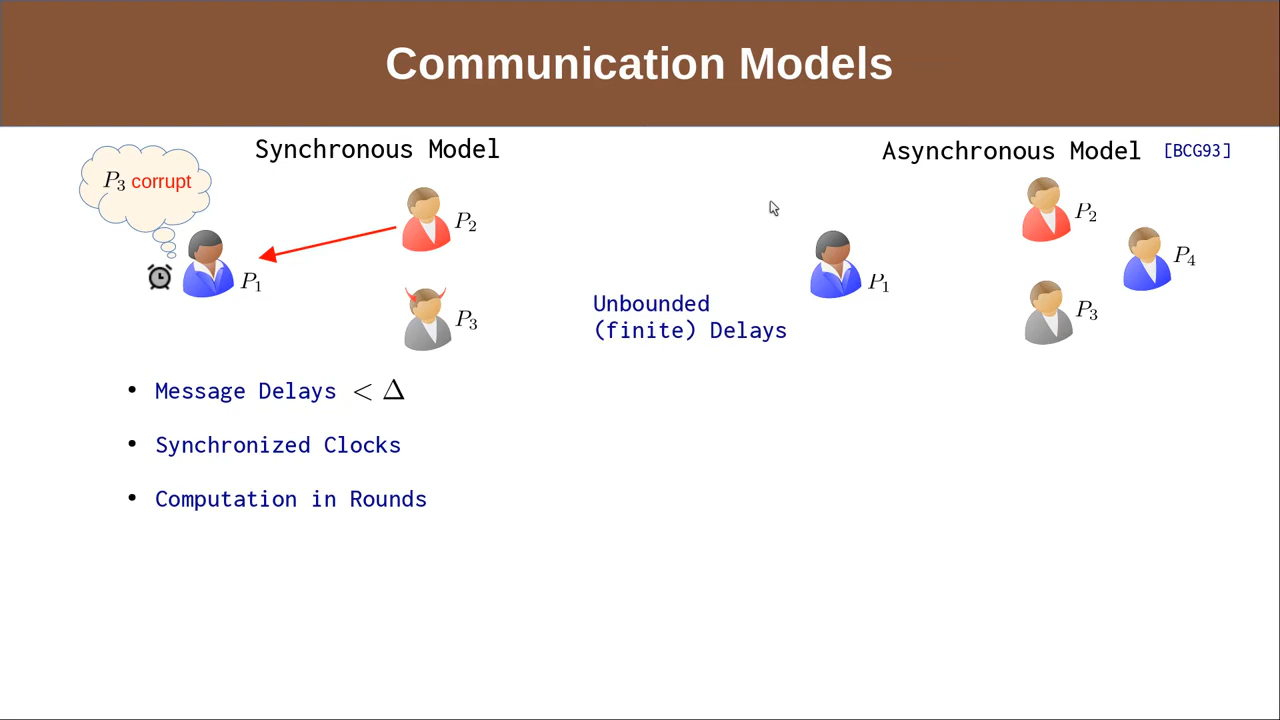 Communication Models
Synchronous Model
P3 corrupt
P2
P1
P3
• Message Delays < Δ
• Synchronized Clocks
• Computation in Rounds
Unbounded
(finite) Delays
Asynchronous Model [BCG93]
P2
P4
P1
P3